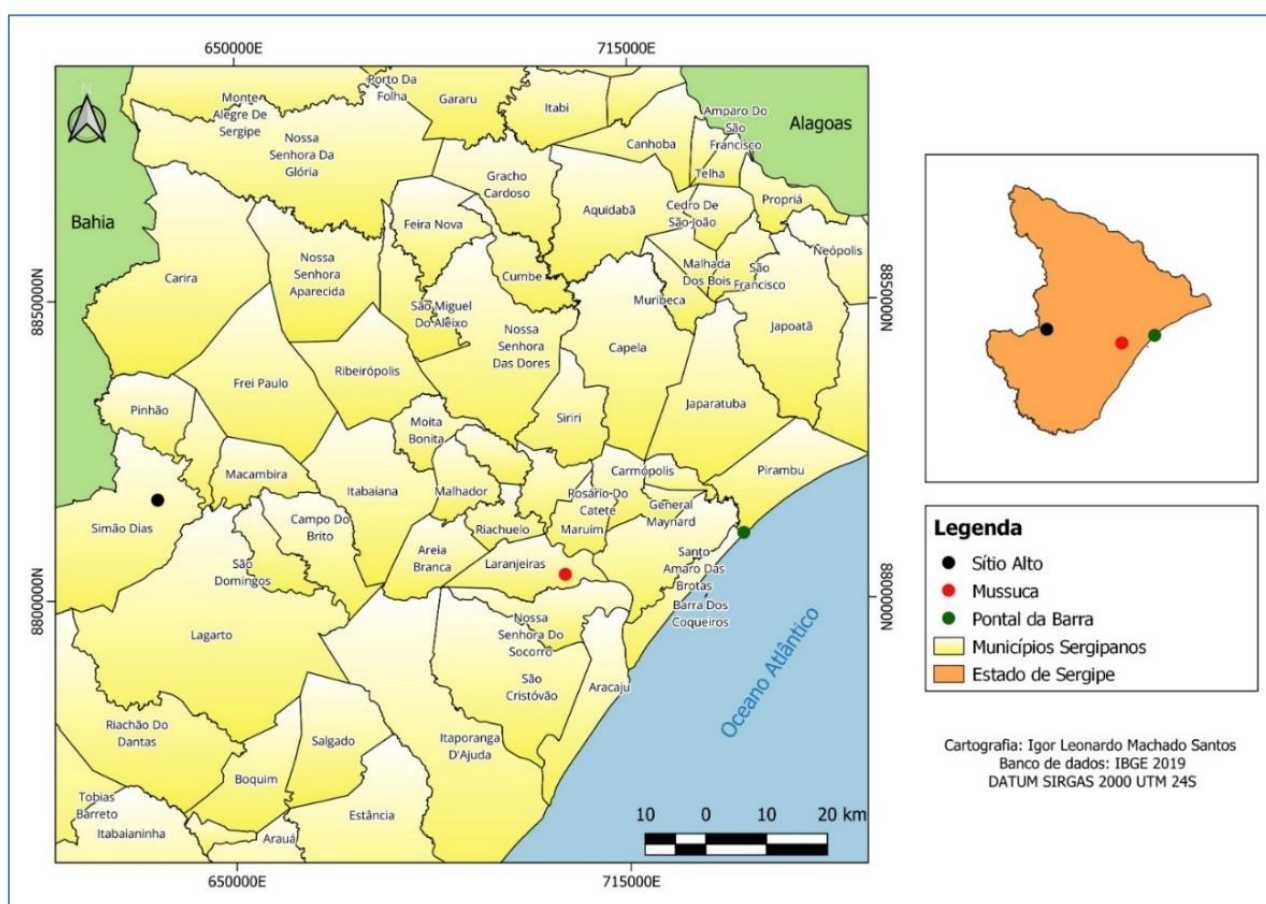 650000E
715000E
N
Porto Da
Folha
Gararu
Itabi
Monte
Alegre De
Sergipe
Nossa
Senhora Da
Glória
Canhoba
Amparo Do
São
Francisco
Alagoas
Telha
Gracho
Cardoso
Aquidabã
Cedro De
São João
Propriá
Bahia
Feira Nova
Neópolis
Carira
Nossa
Senhora
Aparecida
Cumbe
Malhada
Dos Bois
São
Francisco
8850000N
8850000N
São Miguel
Do Aleixo
Muribeca
Nossa
Senhora
Das Dores
Capela
Japoatã
Frei Paulo
Ribeirópolis
Siriri
Japaratuba
Pinhão
Moita
Bonita
Macambira
Itabaiana
Malhador
Carmópolis
Pirambu
Rosário Do
Catete
General
Maynard
Simão Dias
Campo Do
Brito
Riachuelo
Maruim
Areia
Branca
Laranjeiras
Santo
Amaro Das
Brotas
São
Domingos
Barra Dos
Coqueiros
8800000N
8800000N
Lagarto
Nossa
Senhora Do
Socorro
São
Cristóvão
Aracaju
Oceano Atlântico
Riachão Do
Dantas
Salgado
Itaporanga
D'Ajuda
Boquim
Tobias
Barreto
Itabaianinha
Arauá
Estância
10 0 10 20 km
650000E
715000E
Legenda
Sítio Alto
Mussuca
Pontal da Barra
Municípios Sergipanos
Estado de Sergipe
Cartografia: Igor Leonardo Machado Santos
Banco de dados: IBGE 2019
DATUM SIRGAS 2000 UTM 24S